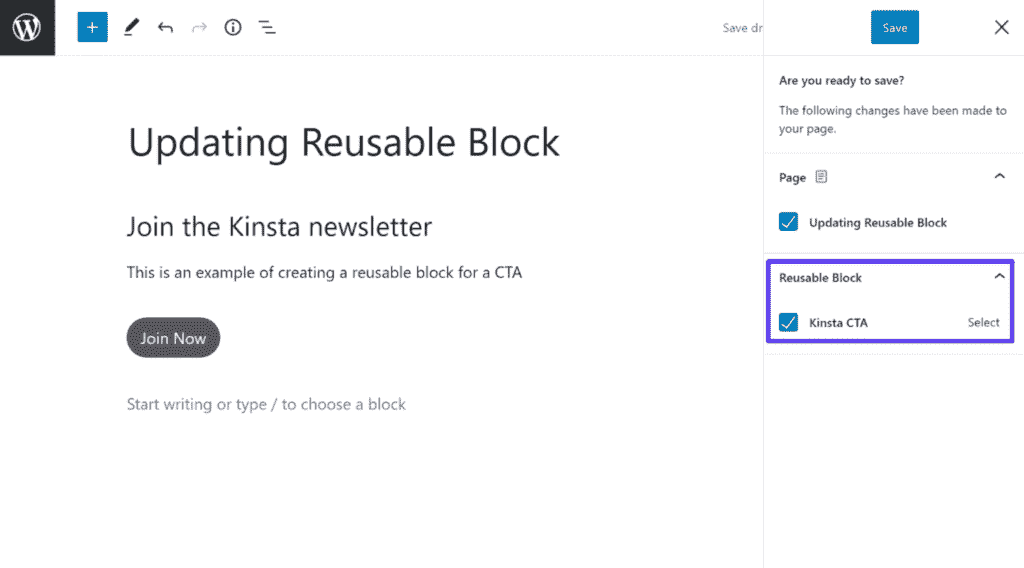 Save dr
Save
Are you ready to save?
The following changes have been made to
your page.
Updating Reusable Block
Page
Updating Reusable Block
Join the Kinsta newsletter
This is an example of creating a reusable block for a CTA
Reusable Block
Kinsta CTA Select
Join Now
Start writing or type / to choose a block